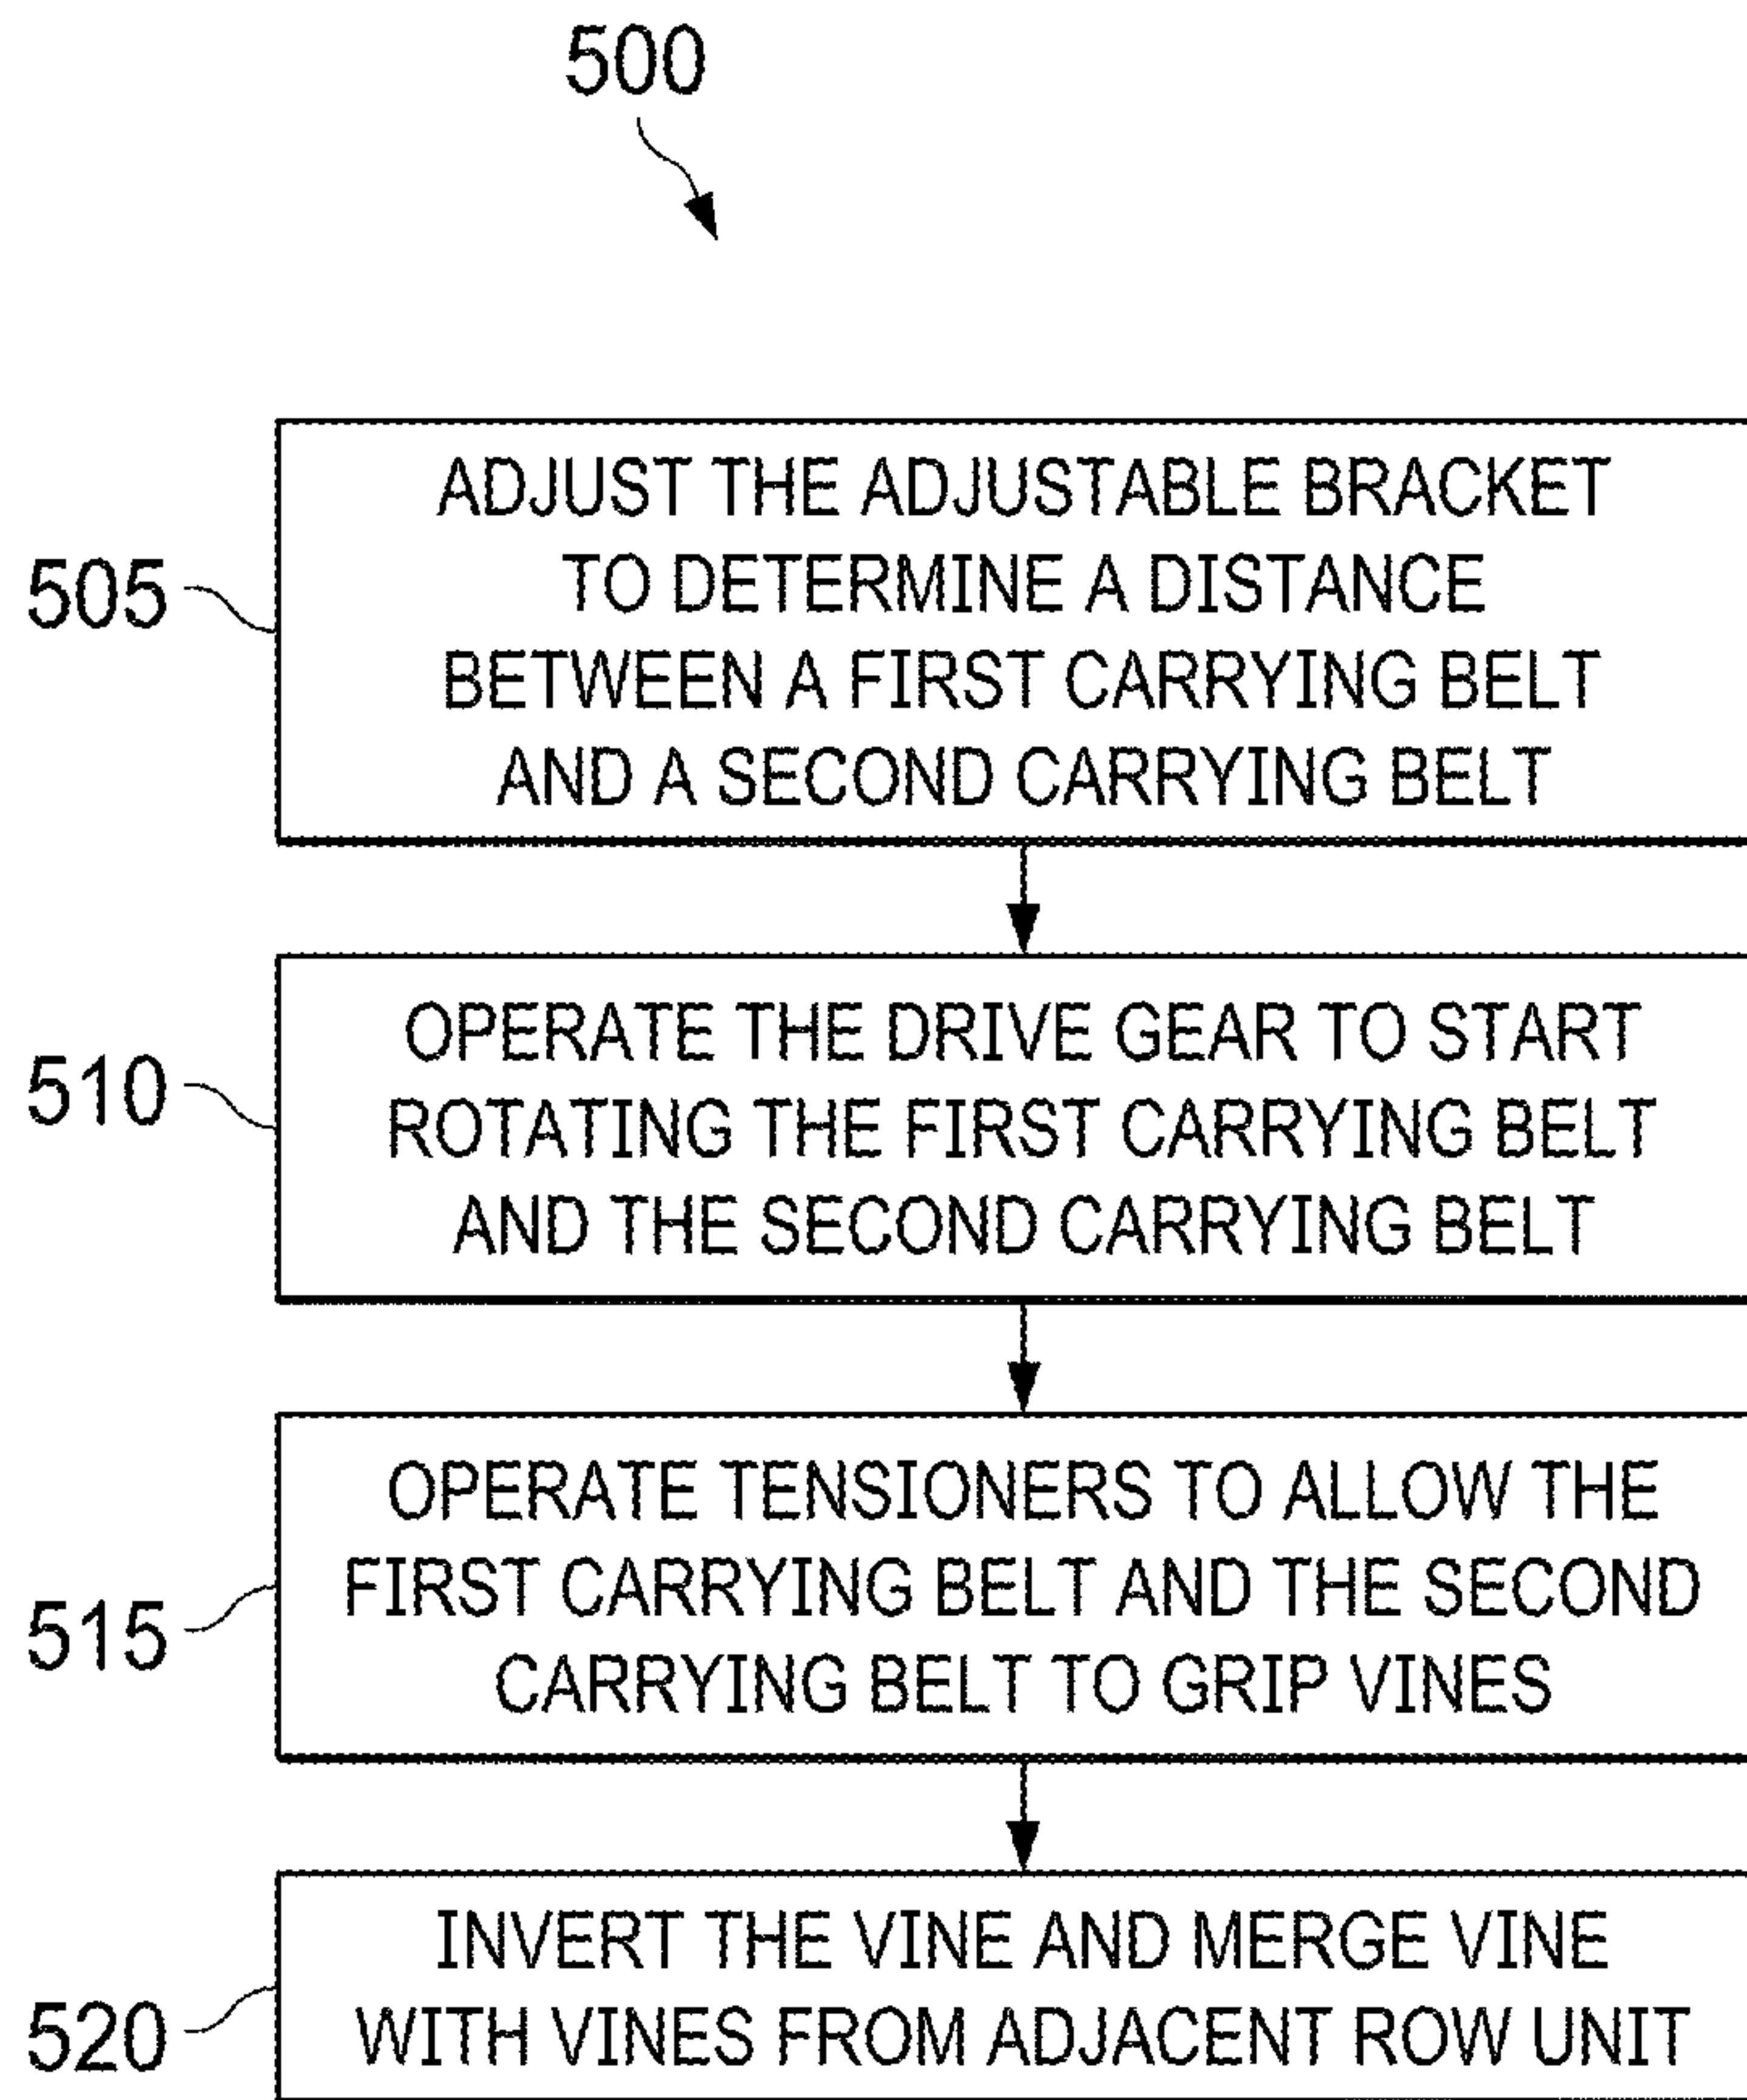 500
505
ADJUST THE ADJUSTABLE BRACKET
TO DETERMINE A DISTANCE
BETWEEN A FIRST CARRYING BELT
AND A SECOND CARRYING BELT
510
OPERATE THE DRIVE GEAR TO START
ROTATING THE FIRST CARRYING BELT
AND THE SECOND CARRYING BELT
515
OPERATE TENSIONERS TO ALLOW THE
FIRST CARRYING BELT AND THE SECOND
CARRYING BELT TO GRIP VINES
520
INVERT THE VINE AND MERGE VINE
WITH VINES FROM ADJACENT ROW UNIT